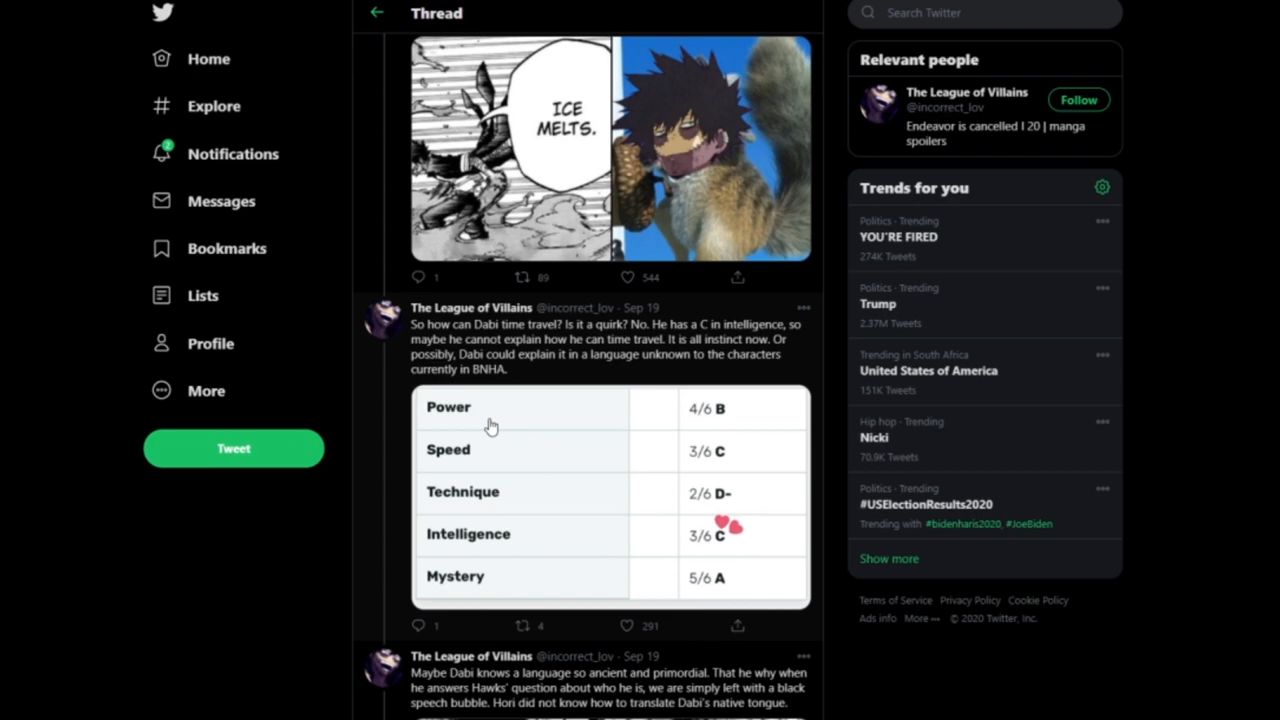 Home
Explore
2
Notifications
Messages
Bookmarks
Lists
Profile
More
Tweet
Thread
ICE
MELTS.
1 89 544
The League of Villains @incorrect_lov · Sep 19
So how can Dabi time travel? Is it a quirk? No. He has a C in intelligence, so
maybe he cannot explain how he can time travel. It is all instinct now. Or
possibly, Dabi could explain it in a language unknown to the characters
currently in BNHA.
Power 4/6 B
Speed 3/6 C
Technique 2/6 D-
Intelligence 3/6 C
Mystery 5/6 A
1 4 291
The League of Villains @incorrect_lov · Sep 19
Maybe Dabi knows a language so ancient and primordial. That he why when
he answers Hawks' question about who he is, we are simply left with a black
speech bubble. Hori did not know how to translate Dabi's native tongue.
Search Twitter
Relevant people
The League of Villains
@incorrect_lov
Follow
Endeavor is cancelled I 20 | manga
spoilers
Trends for you
Politics · Trending
YOU'RE FIRED
274K Tweets
Politics · Trending
Trump
2.37M Tweets
Trending in South Africa
United States of America
151K Tweets
Hip hop · Trending
Nicki
70.9K Tweets
Politics · Trending
#USElectionResults2020
Trending with #bidenharis2020, #JoeBiden
Show more
Terms of Service Privacy Policy Cookie Policy
Ads info More ··· © 2020 Twitter, Inc.